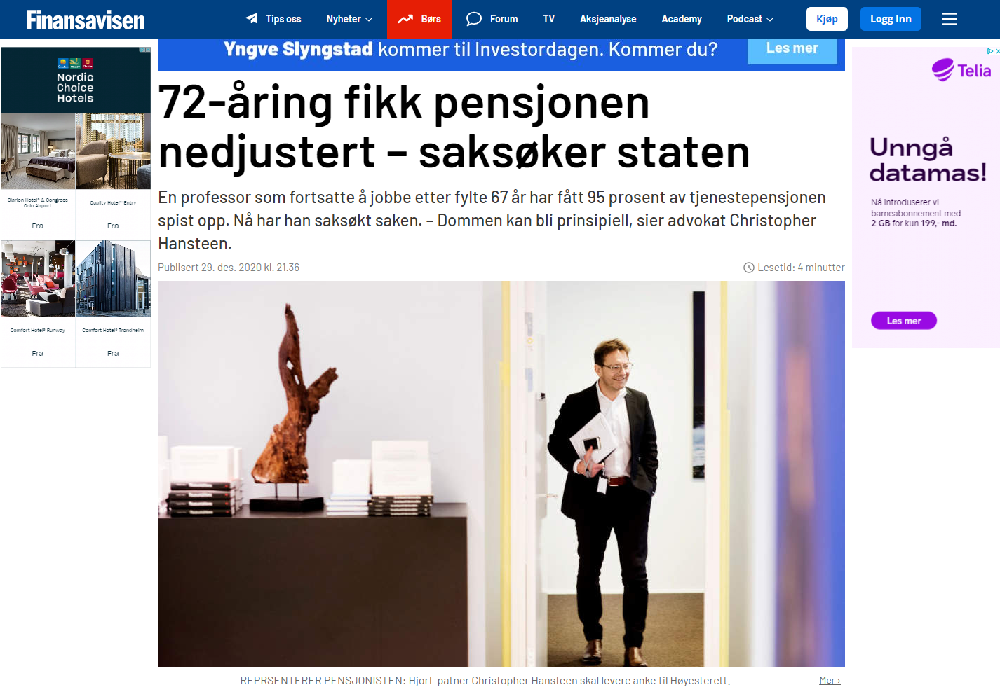 Finansavisen
Tips oss
Nyheter
Børs
Forum
TV
Aksjeanalyse
Academy
Podcast
Kjøp
Logg Inn
Yngve Slyngstad kommer til Investordagen. Kommer du?
Les mer
Nordic
Choice
Hotels
Clarion Hotel® & Congress
Oslo Airport
Fra
Quality Hotel™ Entry
Fra
Comfort Hotel® Runway
Fra
Comfort Hotel® Trondheim
Fra
72-åring fikk pensjonen
nedjustert – saksøker staten
En professor som fortsatte å jobbe etter fylte 67 år har fått 95 prosent av tjenestepensjonen
spist opp. Nå har han saksøkt saken. – Dommen kan bli prinsipiell, sier advokat Christopher
Hansteen.
Publisert 29. des. 2020 kl. 21.36
Lesetid: 4 minutter
REPRSENTERER PENSJONISTEN: Hjort-patner Christopher Hansteen skal levere anke til Høyesterett.
Mer ›
Telia
Unngå
datamas!
Nå introduserer vi
barneabonnement med
2 GB for kun 199,- md.
Les mer